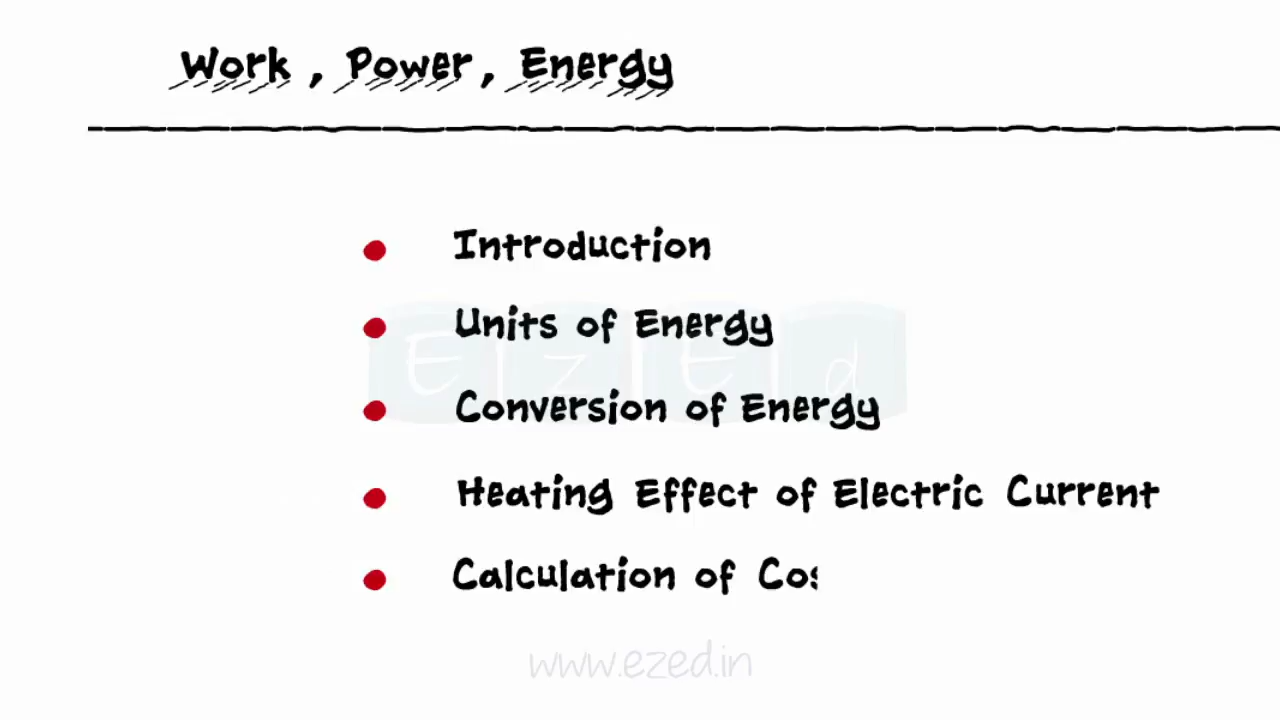 Work , Power , Energy
Introduction
Units of Energy
E z E d
Conversion of Energy
Heating Effect of Electric Current
Calculation of Cos
www.ezed.in